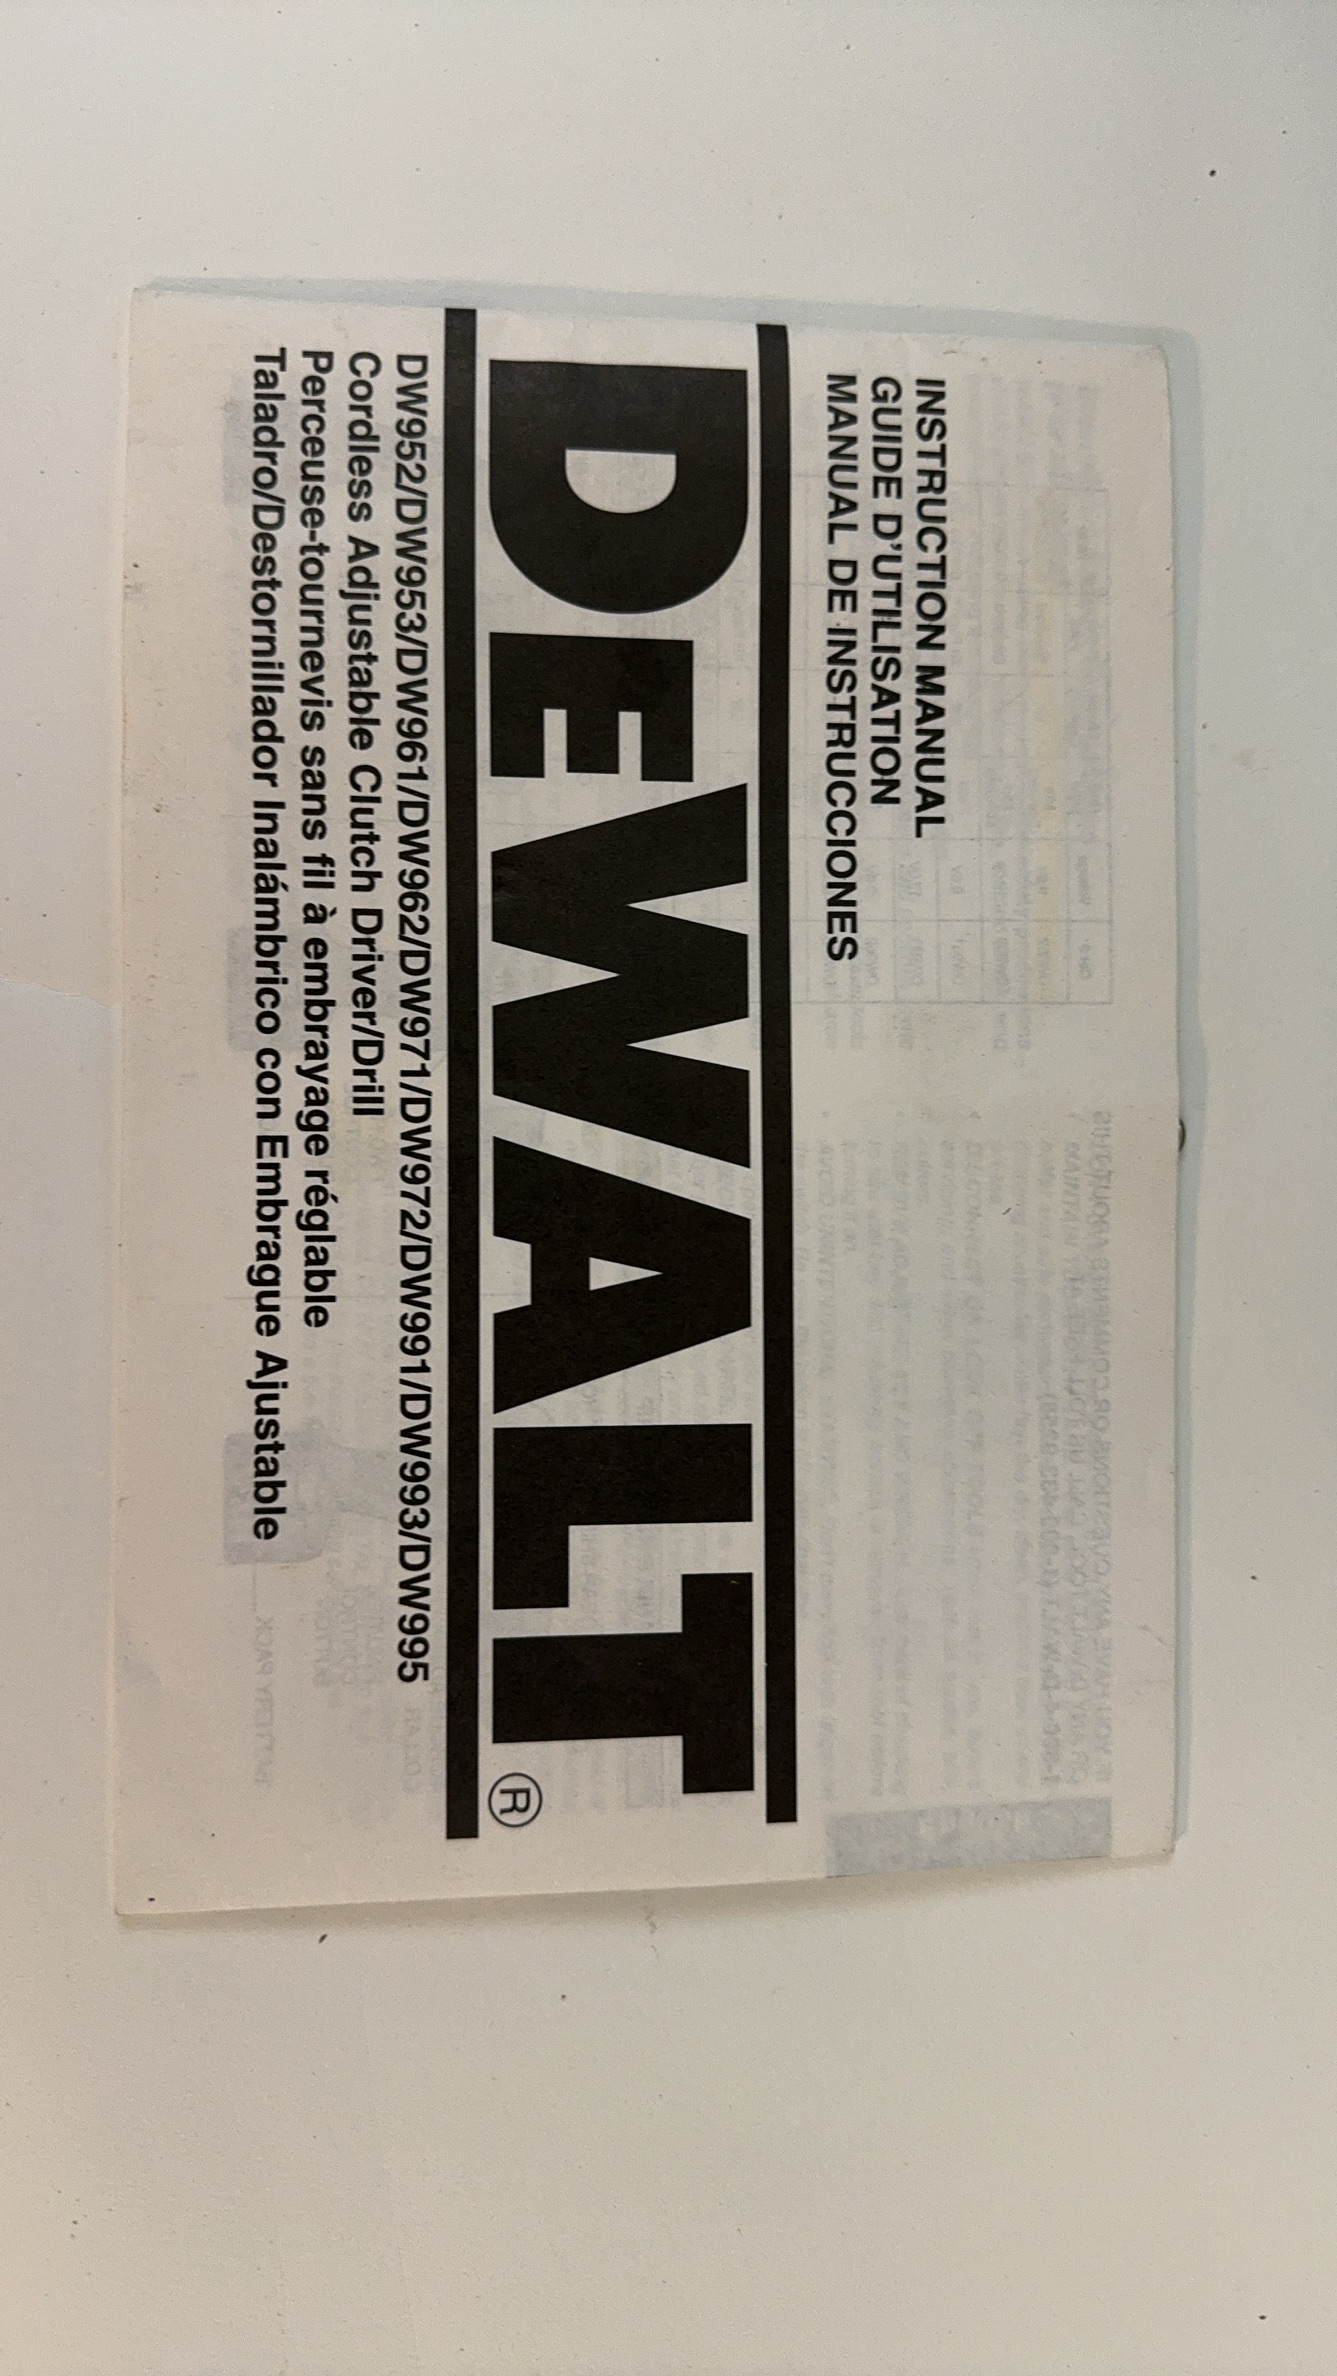 INSTRUCTION MANUAL
GUIDE D'UTILISATION
MANUAL DE INSTRUCCIONES
DEWALT®
DW952/DW953/DW961/DW962/DW971/DW972/DW991/DW993/DW995
Cordless Adjustable Clutch Driver/Drill
Perceuse-tournevis sans fil à embrayage réglable
Taladro/Destornillador Inalámbrico con Embrague Ajustable